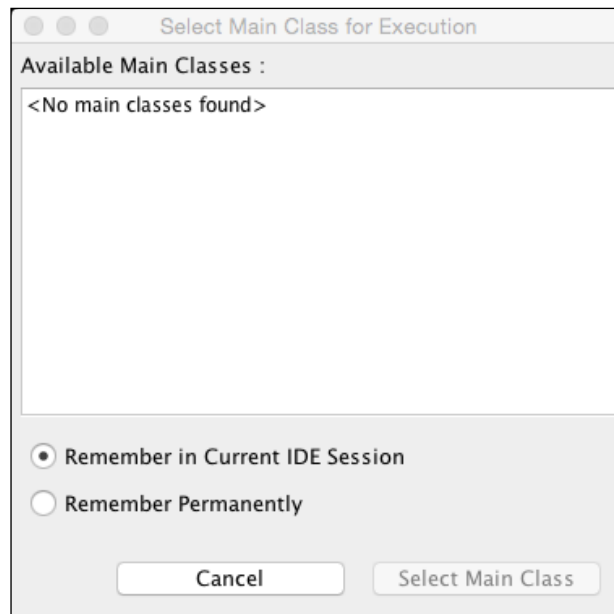 Select Main Class for Execution
Available Main Classes :
<No main classes found>
Remember in Current IDE Session
Remember Permanently
Cancel Select Main Class